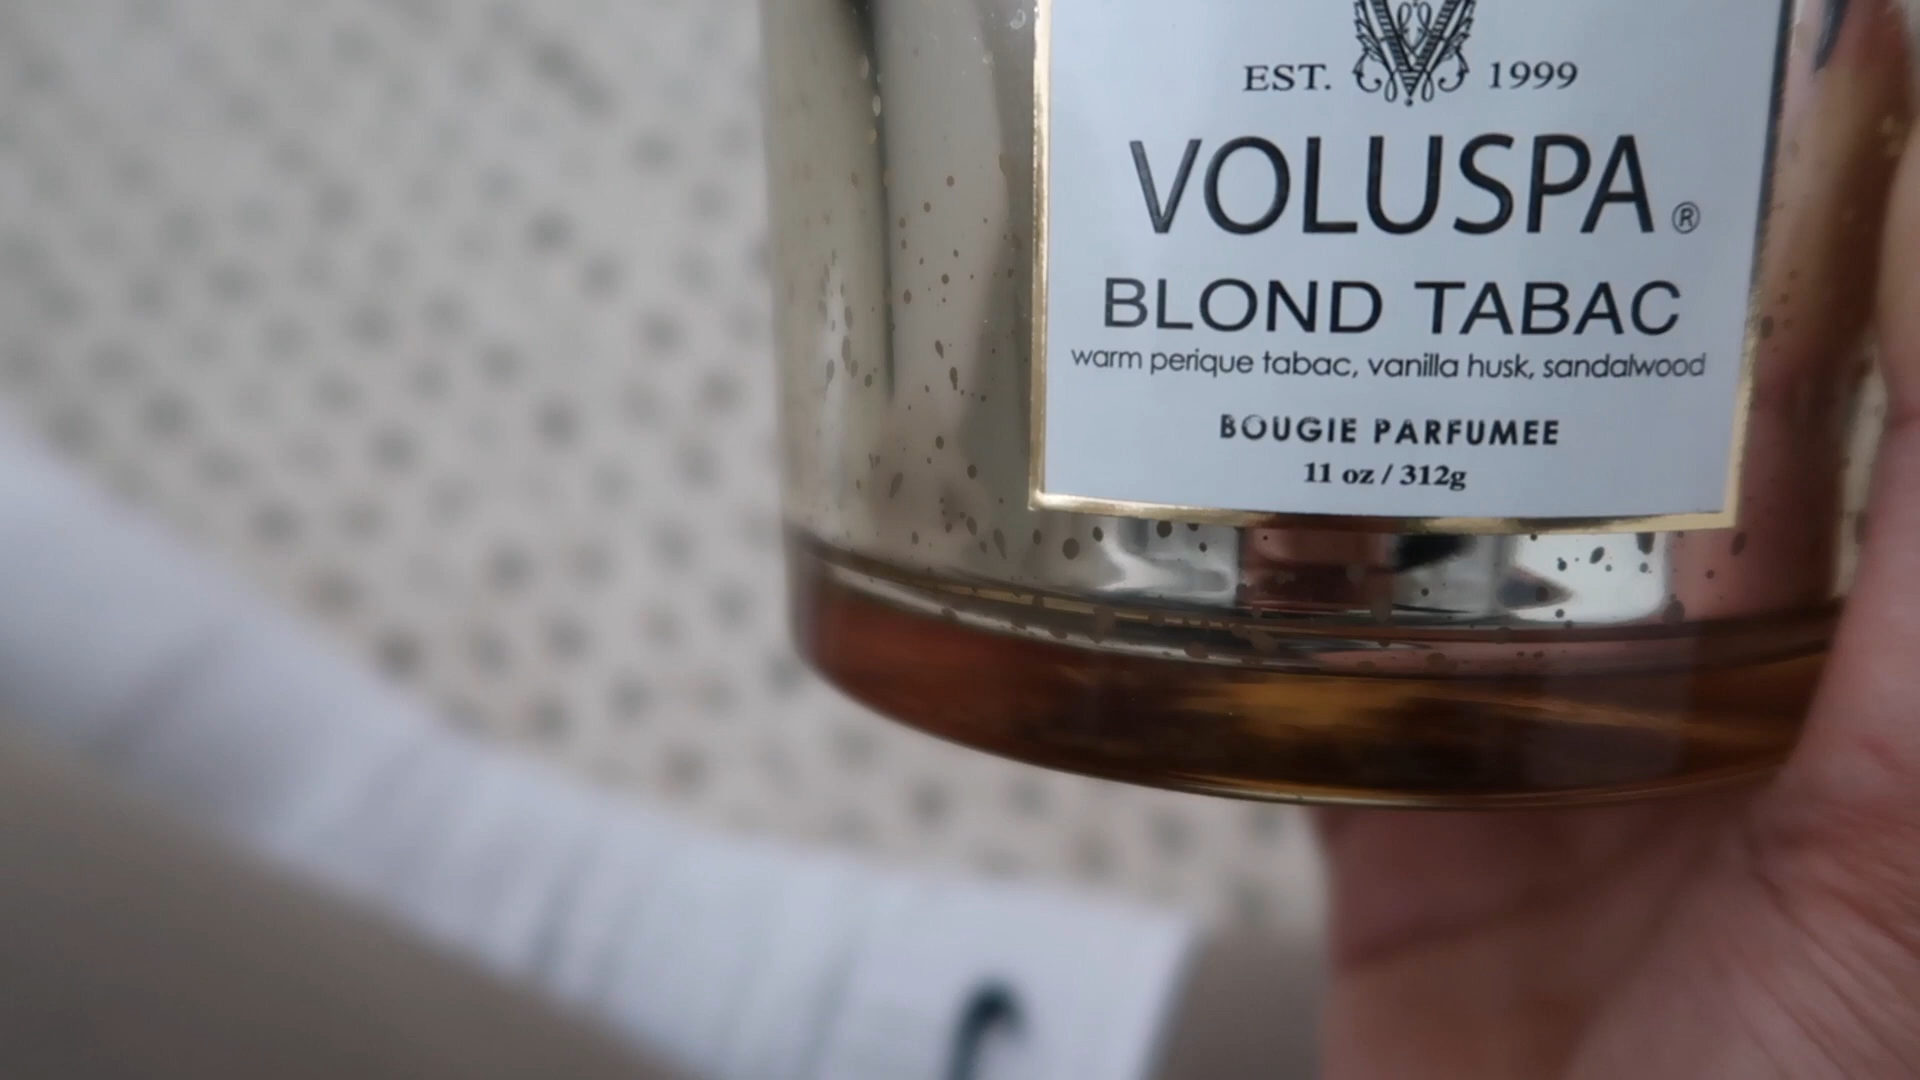 EST. 1999
VOLUSPA®
BLOND TABAC
warm perique tabac, vanilla husk, sandalwood
BOUGIE PARFUMEE
11 oz / 312g